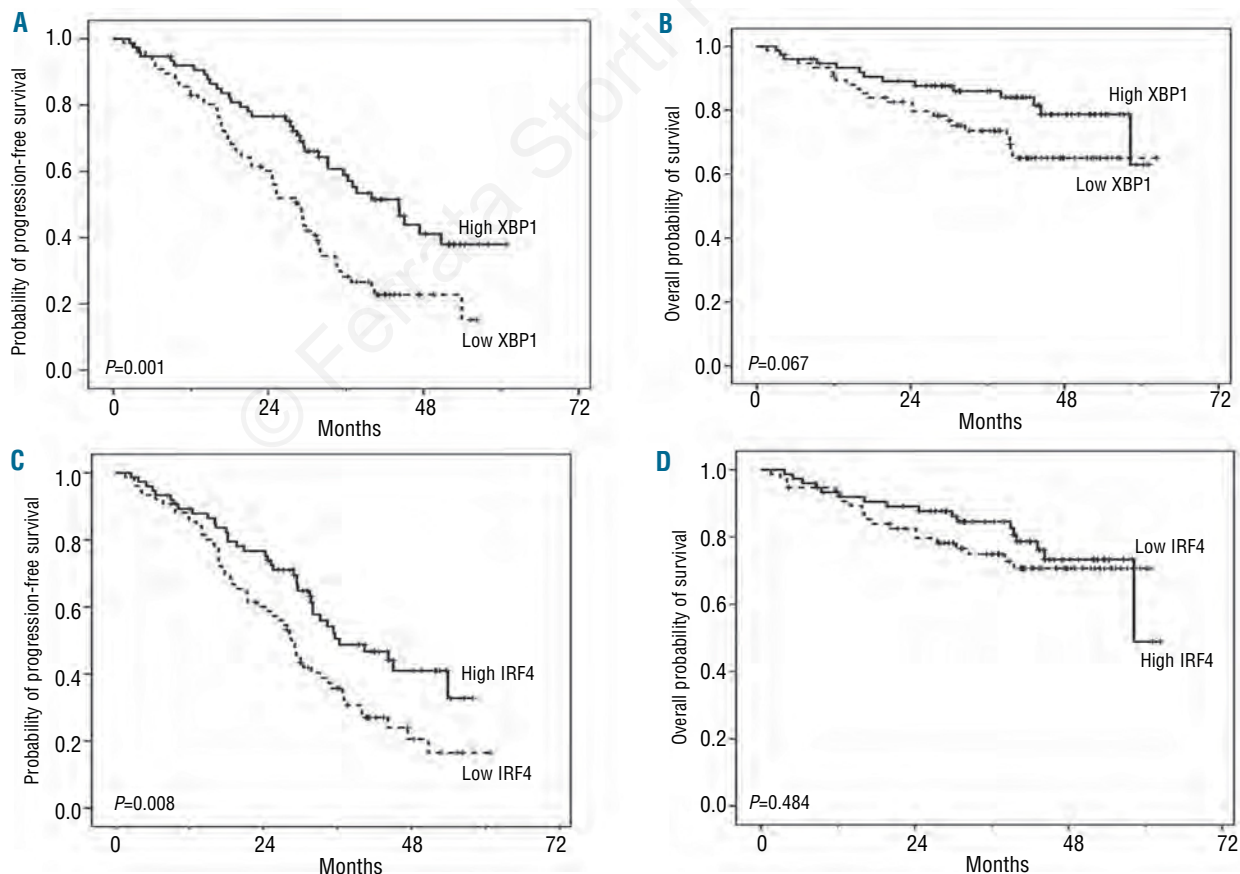 A
Probability of progression-free survival
1.0
0.8
0.6
0.4
0.2
0.0
High XBP1
Low XBP1
P=0.001
0 24 48 72
Months
B
Overall probability of survival
1.0
0.8
0.6
0.4
0.2
0.0
High XBP1
Low XBP1
P=0.067
0 24 48 72
Months
C
Probability of progression-free survival
1.0
0.8
0.6
0.4
0.2
0.0
High IRF4
Low IRF4
P=0.008
0 24 48 72
Months
D
Overall probability of survival
1.0
0.8
0.6
0.4
0.2
0.0
Low IRF4
High IRF4
P=0.484
0 24 48 72
Months
© Ferrata Storti